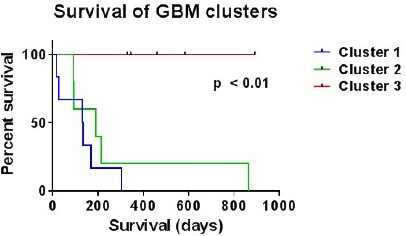 Survival of GBM clusters
Percent survival
100
50
0
p < 0.01
Cluster 1
Cluster 2
Cluster 3
0 200 400 600 800 1000
Survival (days)